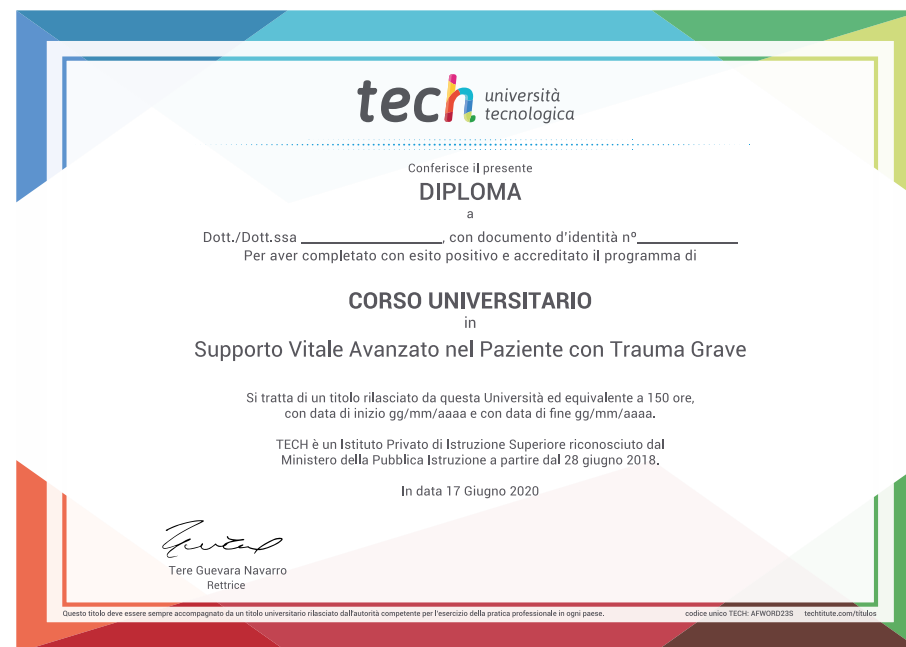 tech università
tecnologica
Conferisce il presente
DIPLOMA
a
Dott./Dott.ssa ________________, con documento d'identità nº____________
Per aver completato con esito positivo e accreditato il programma di
CORSO UNIVERSITARIO
in
Supporto Vitale Avanzato nel Paziente con Trauma Grave
Si tratta di un titolo rilasciato da questa Università ed equivalente a 150 ore,
con data di inizio gg/mm/aaaa e con data di fine gg/mm/aaaa.
TECH è un Istituto Privato di Istruzione Superiore riconosciuto dal
Ministero della Pubblica Istruzione a partire dal 28 giugno 2018.
In data 17 Giugno 2020
Tere Guevara Navarro
Rettrice
Questo titolo deve essere sempre accompagnato da un titolo universitario rilasciato dall'autorità competente per l'esercizio della pratica professionale in ogni paese. codice unico TECH: AFWORD23S techtitute.com/títulos